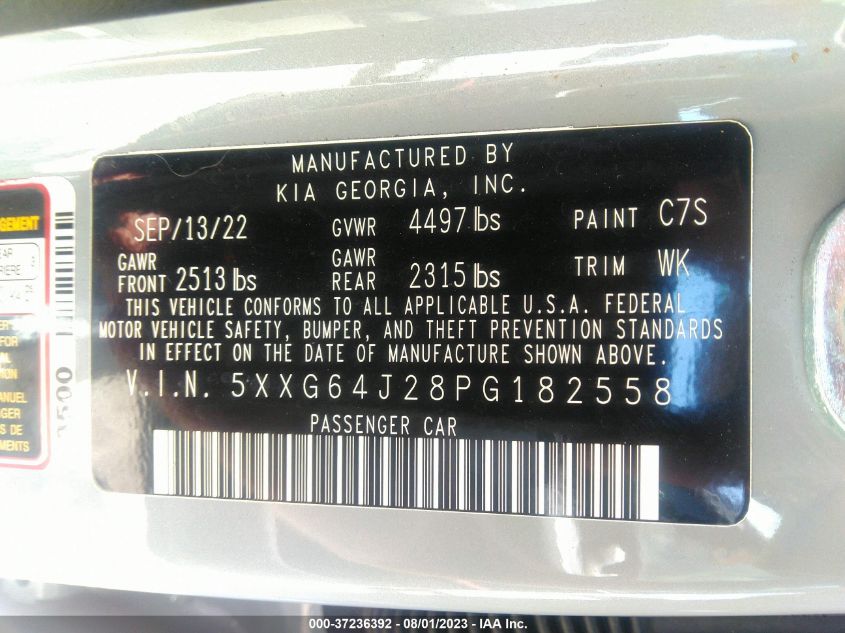 MANUFACTURED BY
KIA GEORGIA, INC.
SEP/13/22 GVWR 4497 lbs PAINT C7S
GAWR FRONT 2513 lbs GAWR REAR 2315 lbs TRIM WK
THIS VEHICLE CONFORMS TO ALL APPLICABLE U.S.A. FEDERAL
MOTOR VEHICLE SAFETY, BUMPER, AND THEFT PREVENTION STANDARDS
IN EFFECT ON THE DATE OF MANUFACTURE SHOWN ABOVE.
V.I.N. 5XXG64J28PG182558
PASSENGER CAR
000-37236392 - 08/01/2023 - IAA Inc.